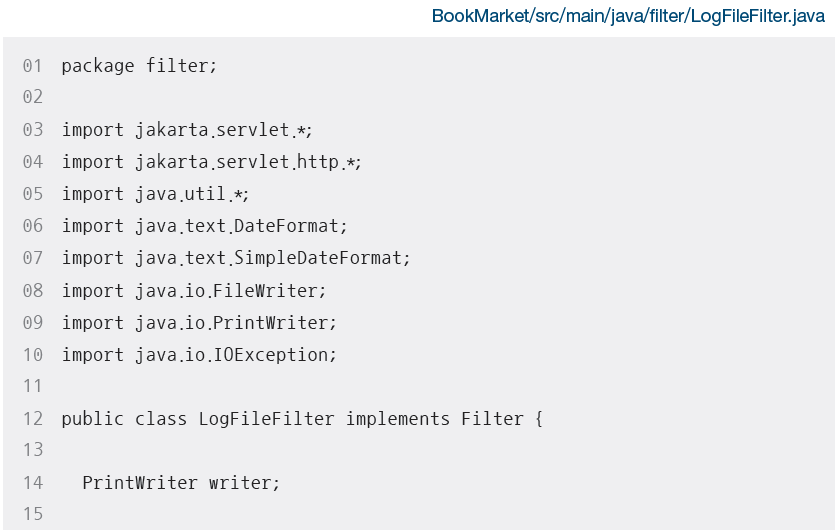 BookMarket/src/main/java/filter/LogFileFilter.java
01 package filter;
02
03 import jakarta.servlet.*;
04 import jakarta.servlet.http.*;
05 import java.util.*;
06 import java.text.DateFormat;
07 import java.text.SimpleDateFormat;
08 import java.io.FileWriter;
09 import java.io.PrintWriter;
10 import java.io.IOException;
11
12 public class LogFileFilter implements Filter {
13
14   PrintWriter writer;
15